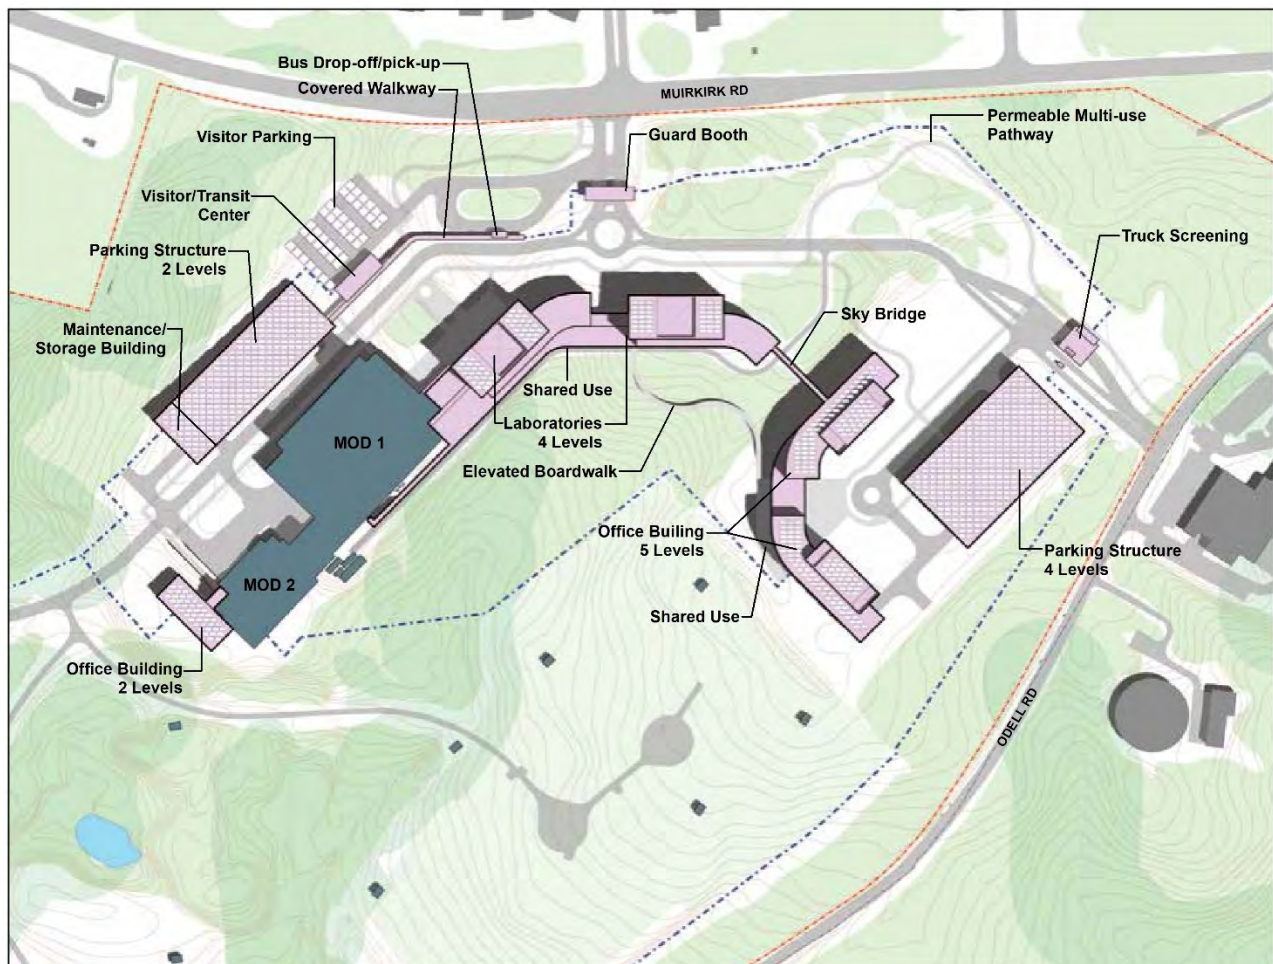 Bus Drop-off/pick-up
Covered Walkway
MUIRKIRK RD
Permeable Multi-use
Pathway
Visitor Parking
Guard Booth
Visitor/Transit
Center
Truck Screening
Parking Structure
2 Levels
Maintenance/
Storage Building
Sky Bridge
Shared Use
Laboratories
4 Levels
MOD 1
Elevated Boardwalk
Office Builing
5 Levels
Parking Structure
4 Levels
MOD 2
Shared Use
Office Building
2 Levels
ODELL RD